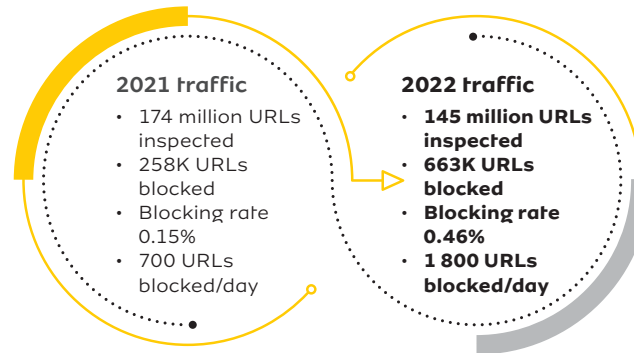 2021 traffic
• 174 million URLs
inspected
• 258K URLs
blocked
• Blocking rate
0.15%
• 700 URLs
blocked/day
2022 traffic
• 145 million URLs
inspected
• 663K URLs
blocked
• Blocking rate
0.46%
• 1 800 URLs
blocked/day